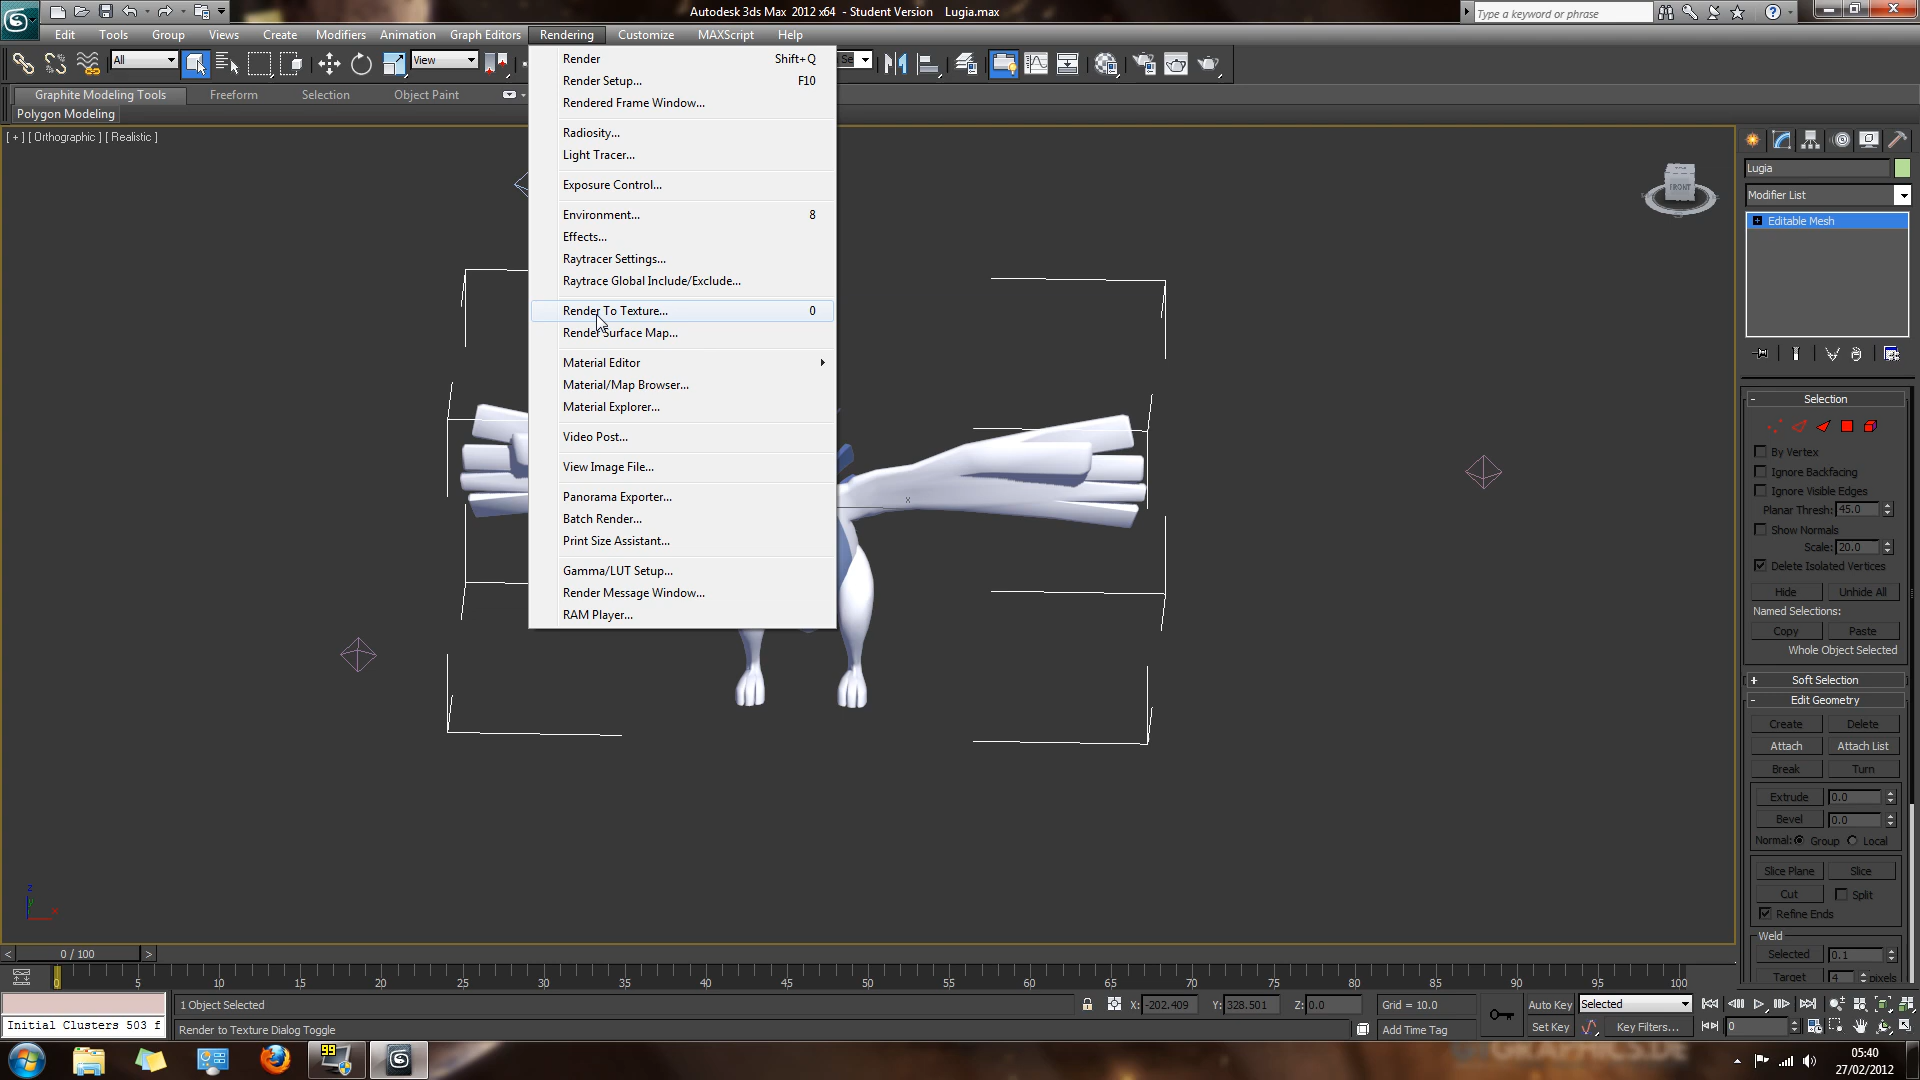 Autodesk 3ds Max 2012 x64 - Student Version Lugia.max
Type a keyword or phrase
Edit Tools Group Views Create Modifiers Animation Graph Editors Rendering Customize MAXScript Help
All
View
Se
Graphite Modeling Tools Freeform Selection Object Paint
Polygon Modeling
[ + ] [ Orthographic ] [ Realistic ]
Render Shift+Q
Render Setup... F10
Rendered Frame Window...
Radiosity...
Light Tracer...
Exposure Control...
Environment... 8
Effects...
Raytracer Settings...
Raytrace Global Include/Exclude...
Render To Texture... 0
Render Surface Map...
Material Editor
Material/Map Browser...
Material Explorer...
Video Post...
View Image File...
Panorama Exporter...
Batch Render...
Print Size Assistant...
Gamma/LUT Setup...
Render Message Window...
RAM Player...
FRONT
x
z
y
x
Lugia
Modifier List
Editable Mesh
- Selection
By Vertex
Ignore Backfacing
Ignore Visible Edges
Planar Thresh: 45.0
Show Normals
Scale: 20.0
Delete Isolated Vertices
Hide Unhide All
Named Selections:
Copy Paste
Whole Object Selected
+ Soft Selection
- Edit Geometry
Create Delete
Attach Attach List
Break Turn
Extrude 0.0
Bevel 0.0
Normal: Group Local
Slice Plane Slice
Cut Split
Refine Ends
Weld
Selected 0.1
Target 4 pixels
< 0 / 100 >
0 5 10 15 20 25 30 35 40 45 50 55 60 65 70 75 80 85 90 95 100
1 Object Selected X: -202.409 Y: 328.501 Z: 0.0 Grid = 10.0 Auto Key Selected
Initial Clusters 503 f
Render to Texture Dialog Toggle Add Time Tag Set Key Key Filters... 0
99
05:40
27/02/2012